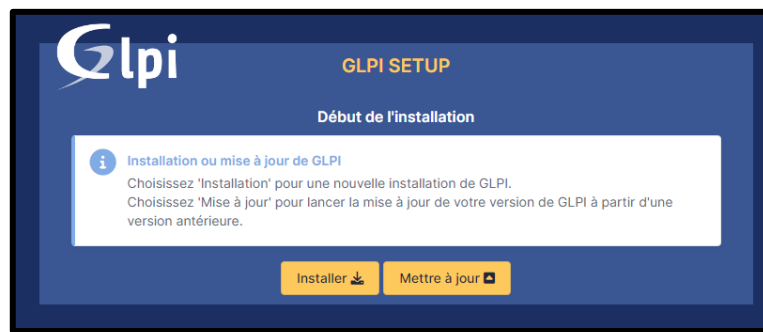 Glpi
GLPI SETUP
Début de l'installation
Installation ou mise à jour de GLPI
Choisissez 'Installation' pour une nouvelle installation de GLPI.
Choisissez 'Mise à jour' pour lancer la mise à jour de votre version de GLPI à partir d'une
version antérieure.
Installer Mettre à jour